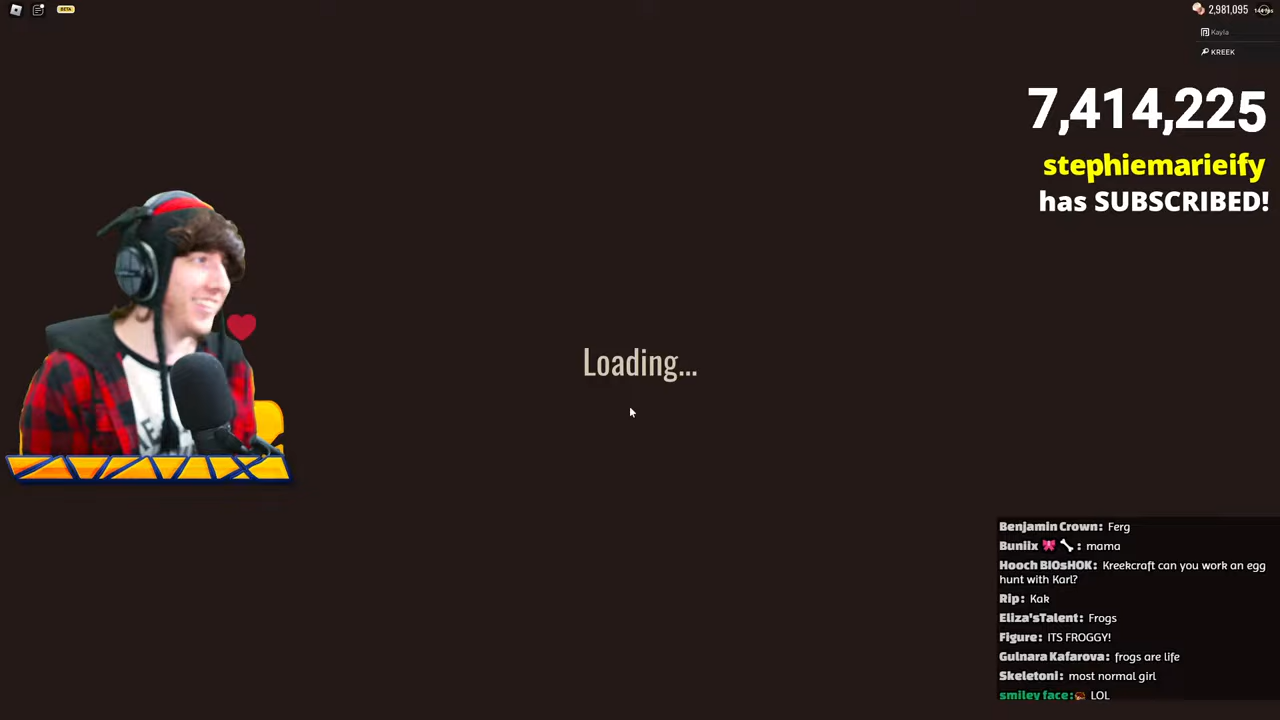 BETA
2,981,095
Kayla
KREEK
7,414,225
stephiemarieify
has SUBSCRIBED!
Loading...
Benjamin Crown: Ferg
Buniix 🎀 🦴: mama
Hooch BIOsHOK: Kreekcraft can you work an egg
hunt with Karl?
Rip: Kak
Eliza'sTalent: Frogs
Figure: ITS FROGGY!
Gulnara Kafarova: frogs are life
Skeletoni: most normal girl
smiley face: LOL